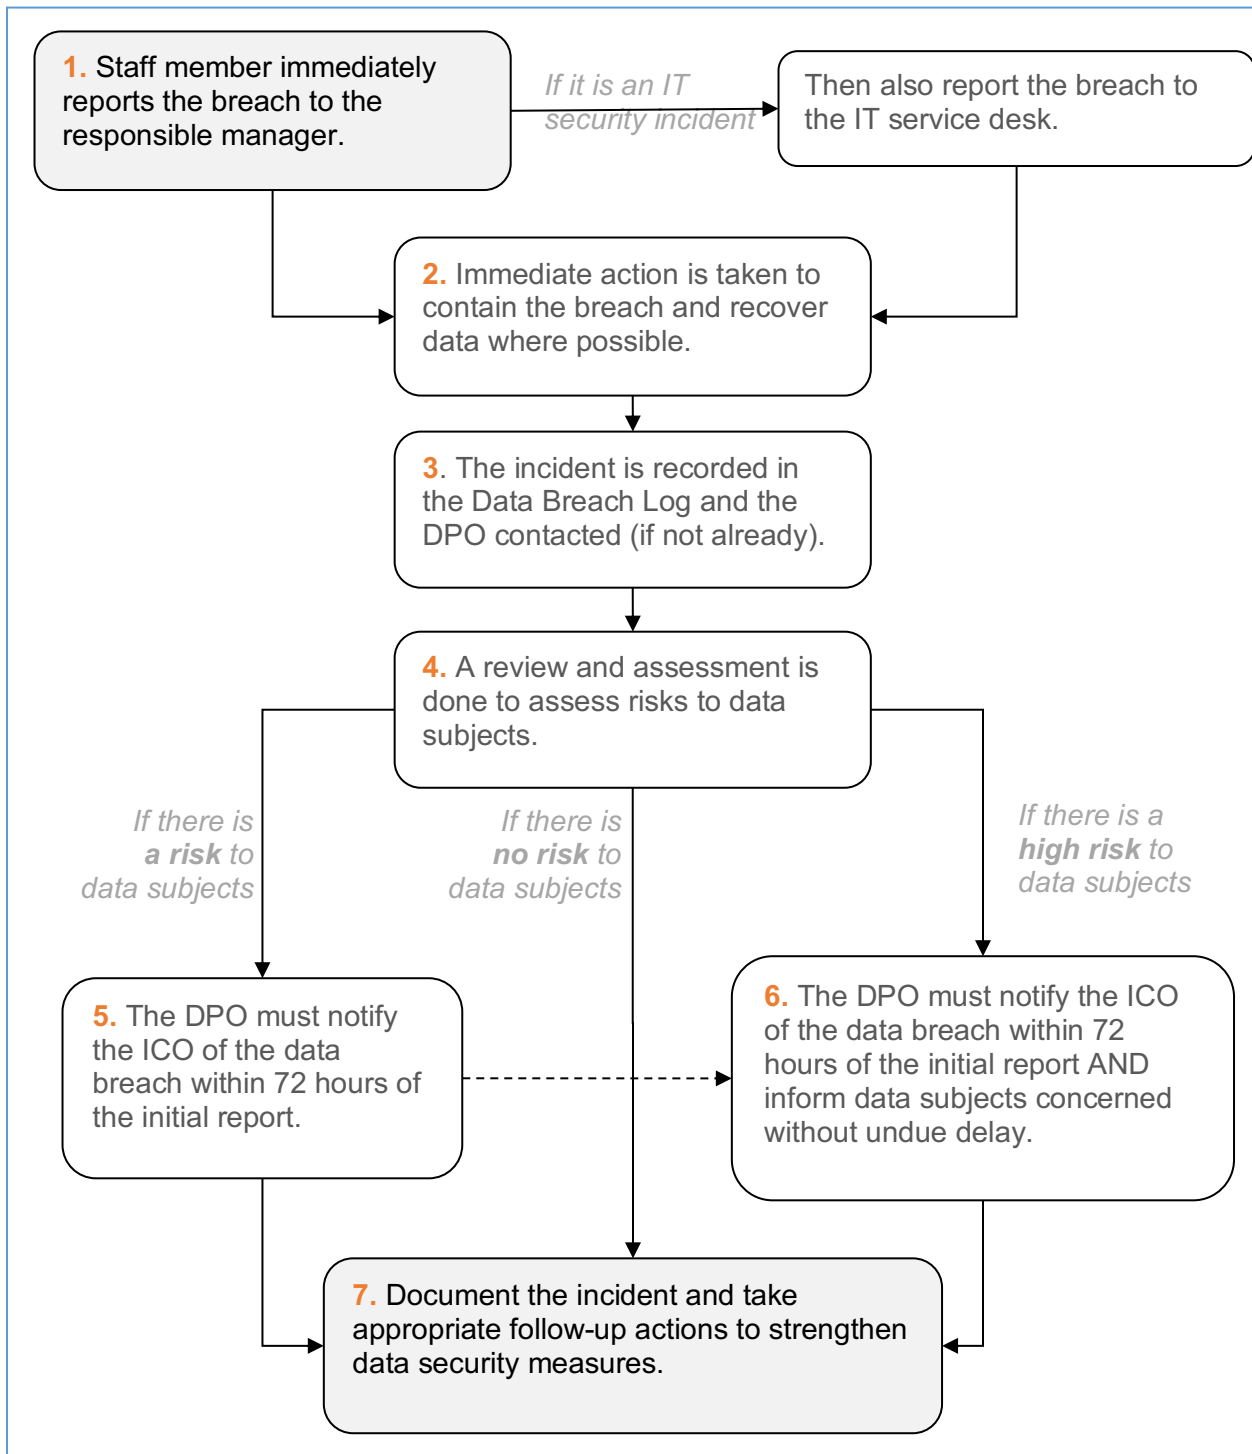 1. Staff member immediately
reports the breach to the
responsible manager.
If it is an IT
security incident
Then also report the breach to
the IT service desk.
2. Immediate action is taken to
contain the breach and recover
data where possible.
3. The incident is recorded in
the Data Breach Log and the
DPO contacted (if not already).
4. A review and assessment is
done to assess risks to data
subjects.
If there is
a risk to
data subjects
If there is
no risk to
data subjects
If there is a
high risk to
data subjects
5. The DPO must notify
the ICO of the data
breach within 72 hours of
the initial report.
6. The DPO must notify the ICO
of the data breach within 72
hours of the initial report AND
inform data subjects concerned
without undue delay.
7. Document the incident and take
appropriate follow-up actions to strengthen
data security measures.